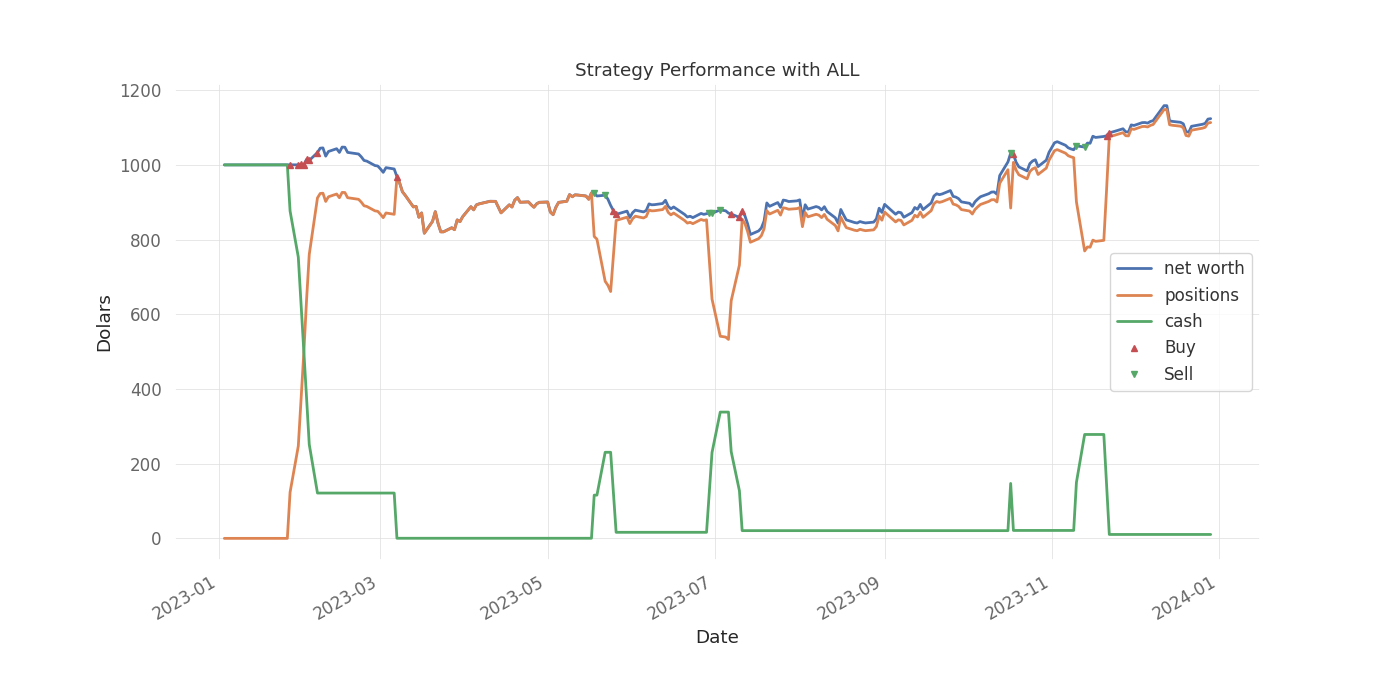 Strategy Performance with ALL
1200
1000
800
600
400
200
0
Dolars
net worth
positions
cash
Buy
Sell
2023-01
2023-03
2023-05
2023-07
2023-09
2023-11
2024-01
Date